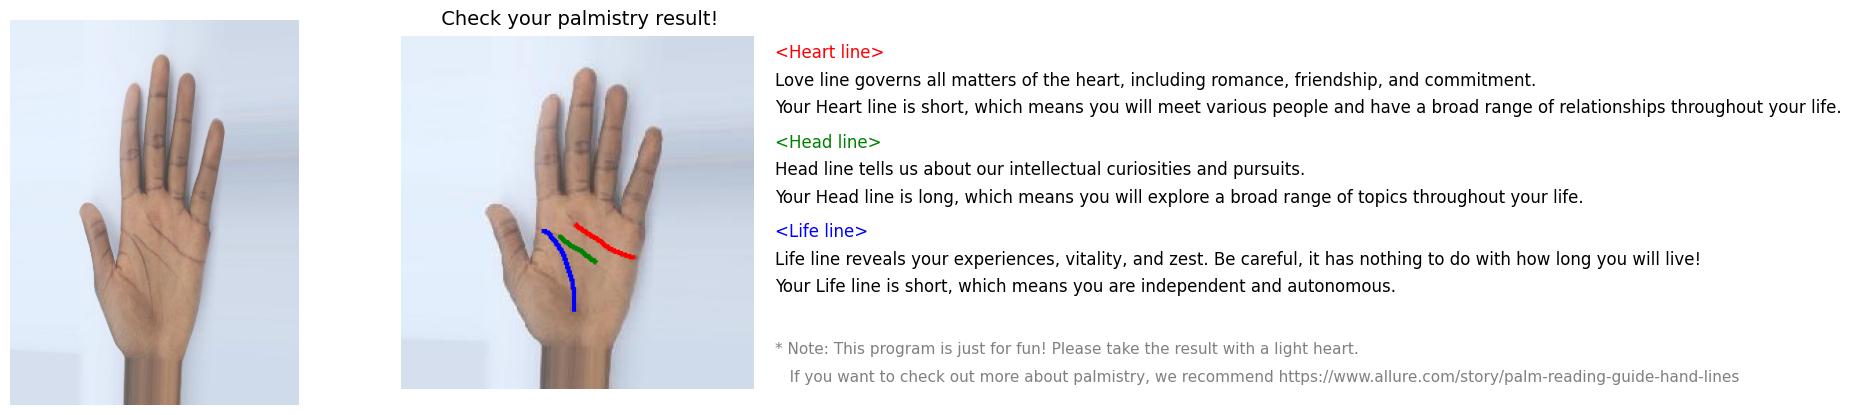 Check your palmistry result!
<Heart line>
Love line governs all matters of the heart, including romance, friendship, and commitment.
Your Heart line is short, which means you will meet various people and have a broad range of relationships throughout your life.
<Head line>
Head line tells us about our intellectual curiosities and pursuits.
Your Head line is long, which means you will explore a broad range of topics throughout your life.
<Life line>
Life line reveals your experiences, vitality, and zest. Be careful, it has nothing to do with how long you will live!
Your Life line is short, which means you are independent and autonomous.
* Note: This program is just for fun! Please take the result with a light heart.
If you want to check out more about palmistry, we recommend https://www.allure.com/story/palm-reading-guide-hand-lines